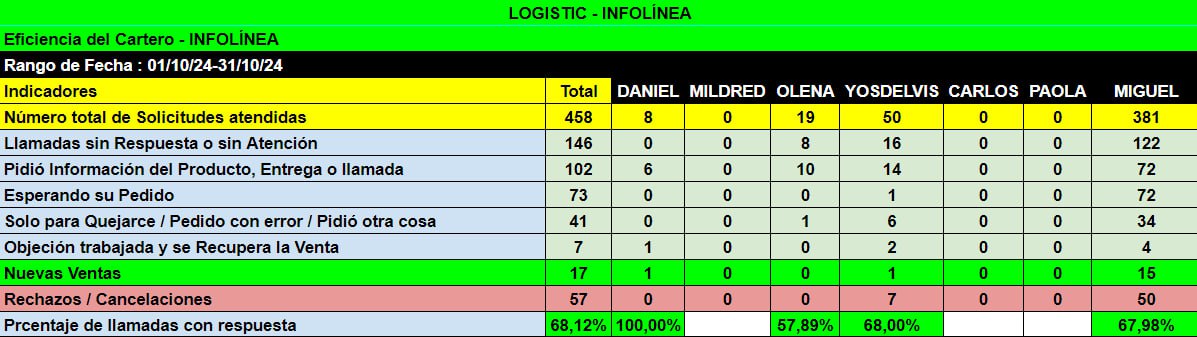 LOGISTIC - INFOLÍNEA
Eficiencia del Cartero - INFOLÍNEA
Rango de Fecha : 01/10/24-31/10/24
Indicadores Total DANIEL MILDRED OLENA YOSDELVIS CARLOS PAOLA MIGUEL
Número total de Solicitudes atendidas 458 8 0 19 50 0 0 381
Llamadas sin Respuesta o sin Atención 146 0 0 8 16 0 0 122
Pidió Información del Producto, Entrega o llamada 102 6 0 10 14 0 0 72
Esperando su Pedido 73 0 0 0 1 0 0 72
Solo para Quejarce / Pedido con error / Pidió otra cosa 41 0 0 1 6 0 0 34
Objeción trabajada y se Recupera la Venta 7 1 0 0 2 0 0 4
Nuevas Ventas 17 1 0 0 1 0 0 15
Rechazos / Cancelaciones 57 0 0 0 7 0 0 50
Prcentaje de llamadas con respuesta 68,12% 100,00% 57,89% 68,00% 67,98%